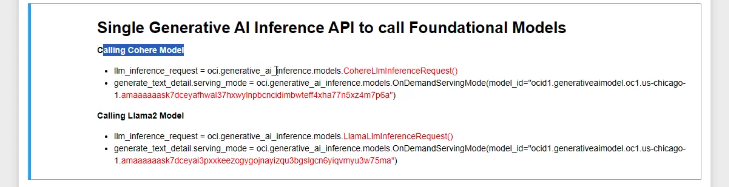 Single Generative AI Inference API to call Foundational Models
Calling Cohere Model
llm_inference_request = oci.generative_ai_inference.models.CohereLlmInferenceRequest()
generate_text_detail.serving_mode = oci.generative_ai_inference.models.OnDemandServingMode(model_id="ocid1.generativeaimodel.oc1.us-chicago-
1.amaaaaaask7dceyafhwal37hxwylnpbcncidimbwteff4xha77n5xz4m7p6a")
Calling Llama2 Model
llm_inference_request = oci.generative_ai_inference.models.LlamaLlmInferenceRequest()
generate_text_detail.serving_mode = oci.generative_ai_inference.models.OnDemandServingMode(model_id="ocid1.generativeaimodel.oc1.us-chicago-
1.amaaaaaask7dceyai3pxxkeezogygojnayizqu3bgslgcn6yiqvmyu3w75ma")